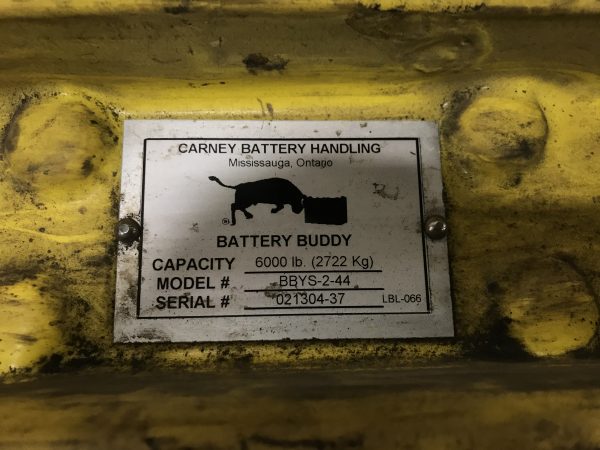 CARNEY BATTERY HANDLING
Mississauga, Ontario
®
BATTERY BUDDY
CAPACITY 6000 lb. (2722 Kg)
MODEL # BBYS-2-44
SERIAL # 021304-37 LBL-066